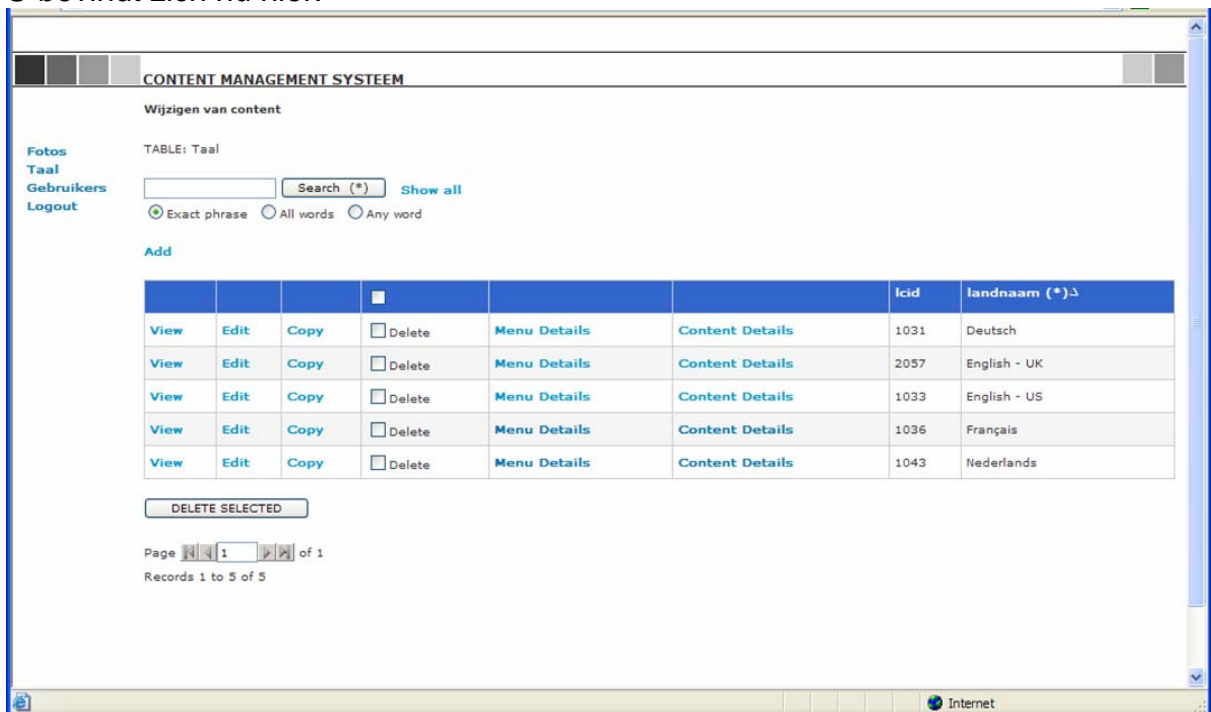 CONTENT MANAGEMENT SYSTEEM
Wijzigen van content
Fotos
Taal
Gebruikers
Logout
TABLE: Taal
Search (*) Show all
Exact phrase All words Any word
Add
lcid landnaam (*)
View Edit Copy Delete Menu Details Content Details 1031 Deutsch
View Edit Copy Delete Menu Details Content Details 2057 English - UK
View Edit Copy Delete Menu Details Content Details 1033 English - US
View Edit Copy Delete Menu Details Content Details 1036 Français
View Edit Copy Delete Menu Details Content Details 1043 Nederlands
DELETE SELECTED
Page 1 of 1
Records 1 to 5 of 5
Internet